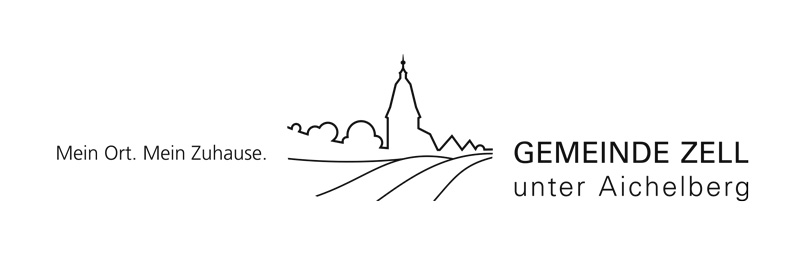 Mein Ort. Mein Zuhause.
GEMEINDE ZELL
unter Aichelberg